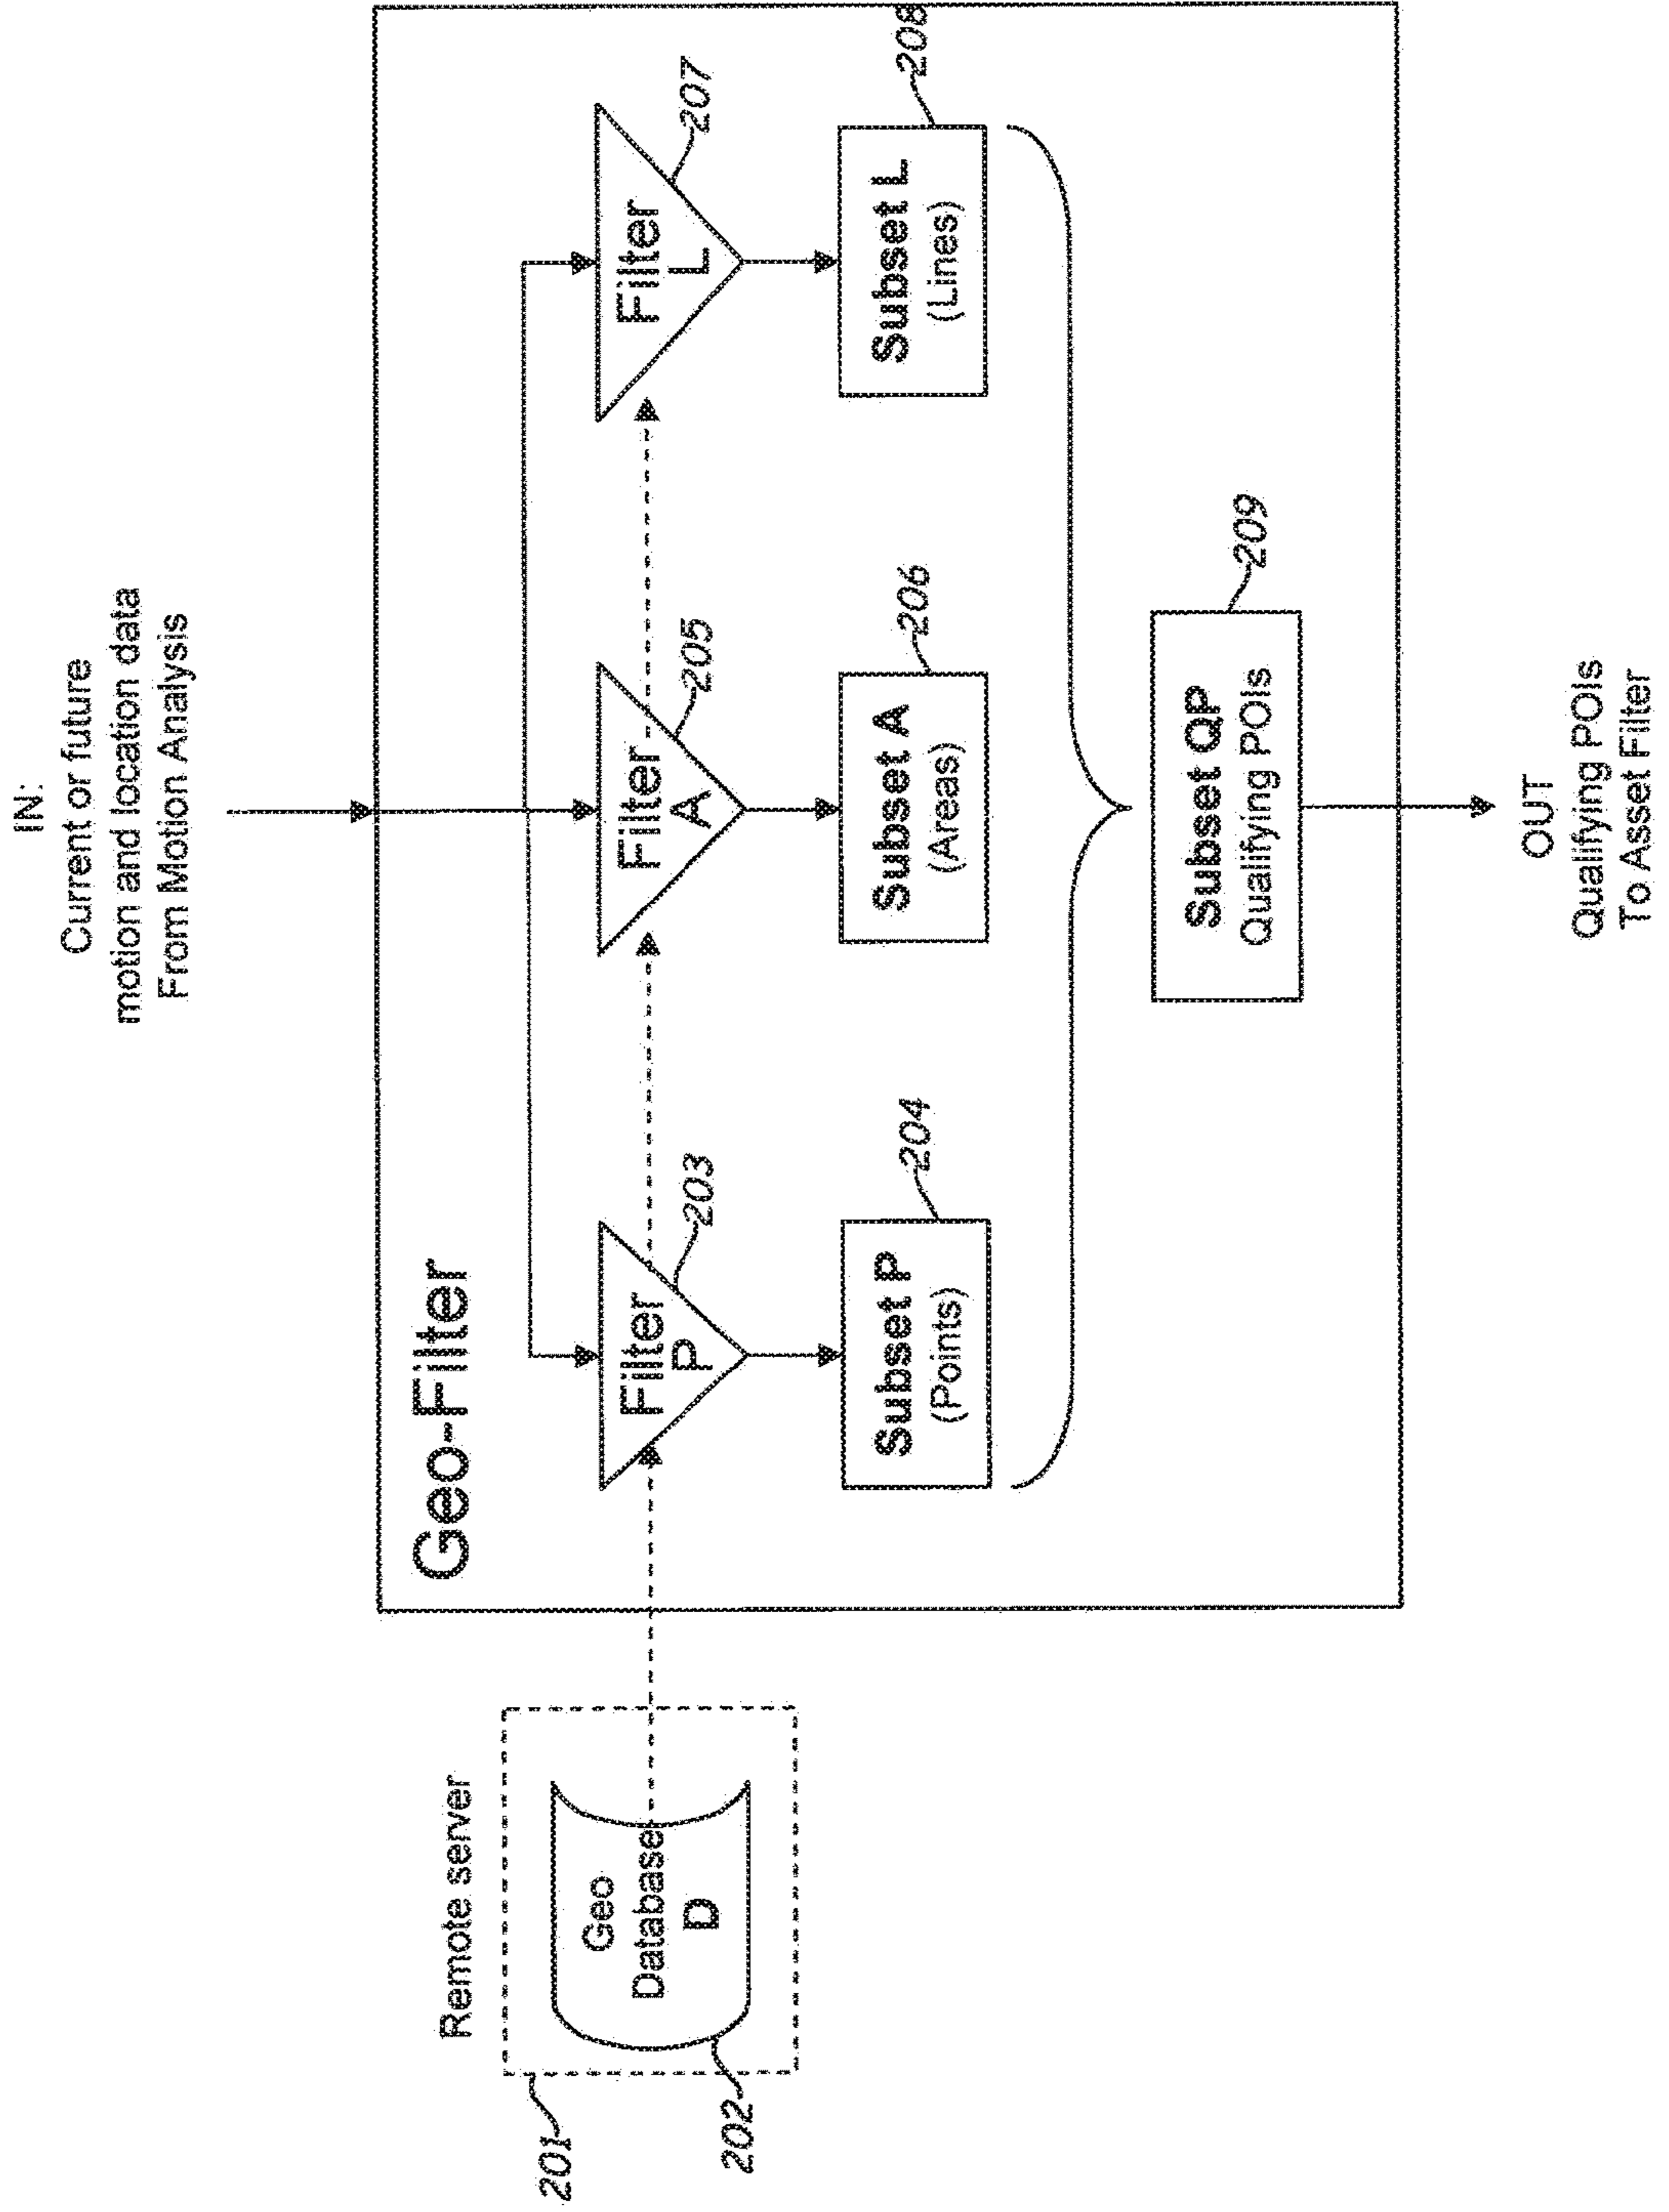 IN:
Current or future
motion and location data
From Motion Analysis
Remote server
201
Geo
Database
D
202
Geo-Filter
Filter
P
203
Filter
A
205
Filter
L
207
Subset P
(Points)
204
Subset A
(Areas)
206
Subset L
(Lines)
208
Subset QP
Qualifying POIs
209
OUT
Qualifying POIs
To Asset Filter